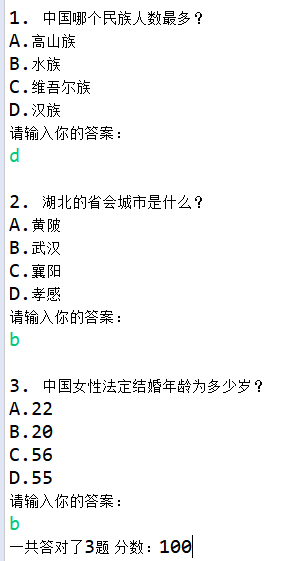 1. 中国哪个民族人数最多？
A.高山族
B.水族
C.维吾尔族
D.汉族
请输入你的答案：
d
2. 湖北的省会城市是什么？
A.黄陂
B.武汉
C.襄阳
D.孝感
请输入你的答案：
b
3. 中国女性法定结婚年龄为多少岁？
A.22
B.20
C.56
D.55
请输入你的答案：
b
一共答对了3题 分数：100